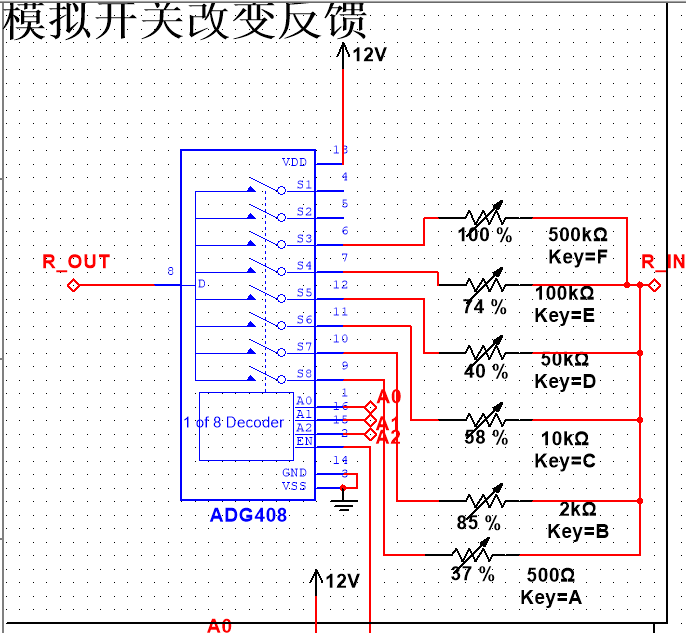 模拟开关改变反馈
12V
13
VDD
4
S1
5
S2
6
S3
7
S4
12
S5
11
S6
10
S7
9
S8
8
D
R_OUT
1
A0
16
A1
15
A2
2
EN
1 of 8 Decoder
14
GND
3
VSS
ADG408
A0
A1
A2
100 %
500kΩ
Key=F
R_IN
74 %
100kΩ
Key=E
40 %
50kΩ
Key=D
58 %
10kΩ
Key=C
85 %
2kΩ
Key=B
37 %
500Ω
Key=A
12V
A0